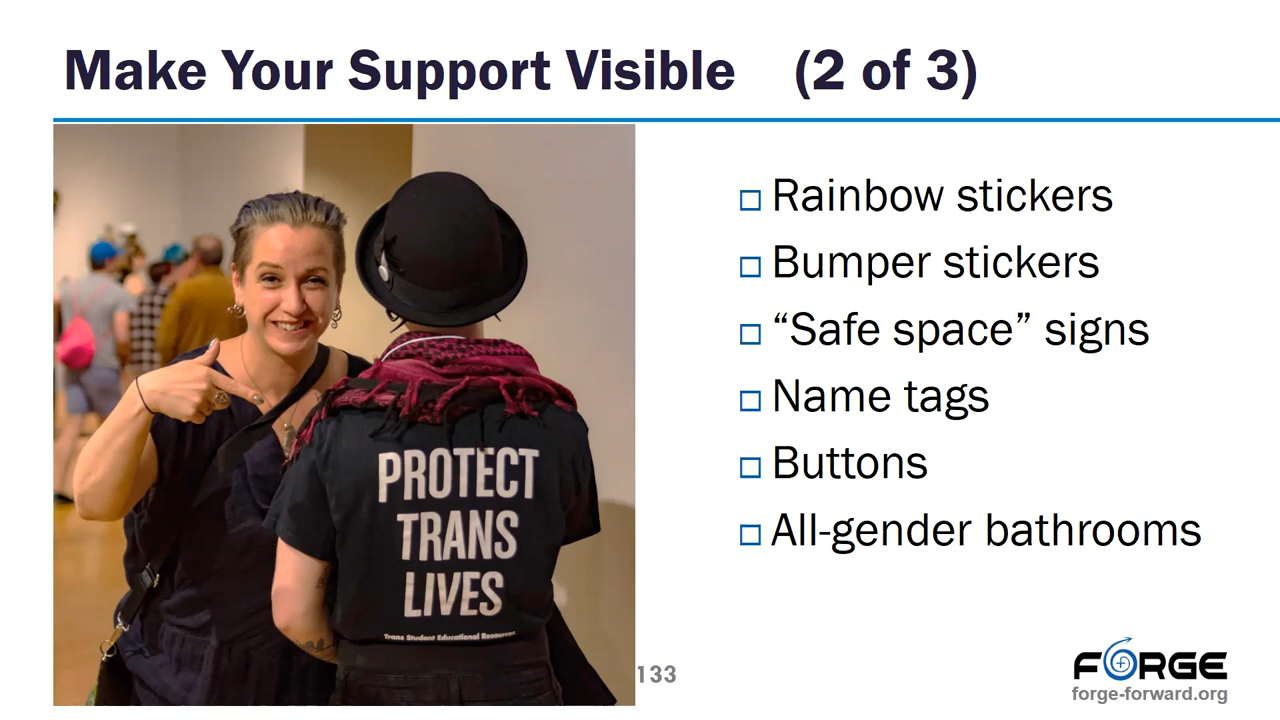 Make Your Support Visible (2 of 3)
PROTECT
TRANS
LIVES
Trans Student Educational Resources
□ Rainbow stickers
□ Bumper stickers
□ “Safe space” signs
□ Name tags
□ Buttons
□ All-gender bathrooms
133
FORGE
forge-forward.org